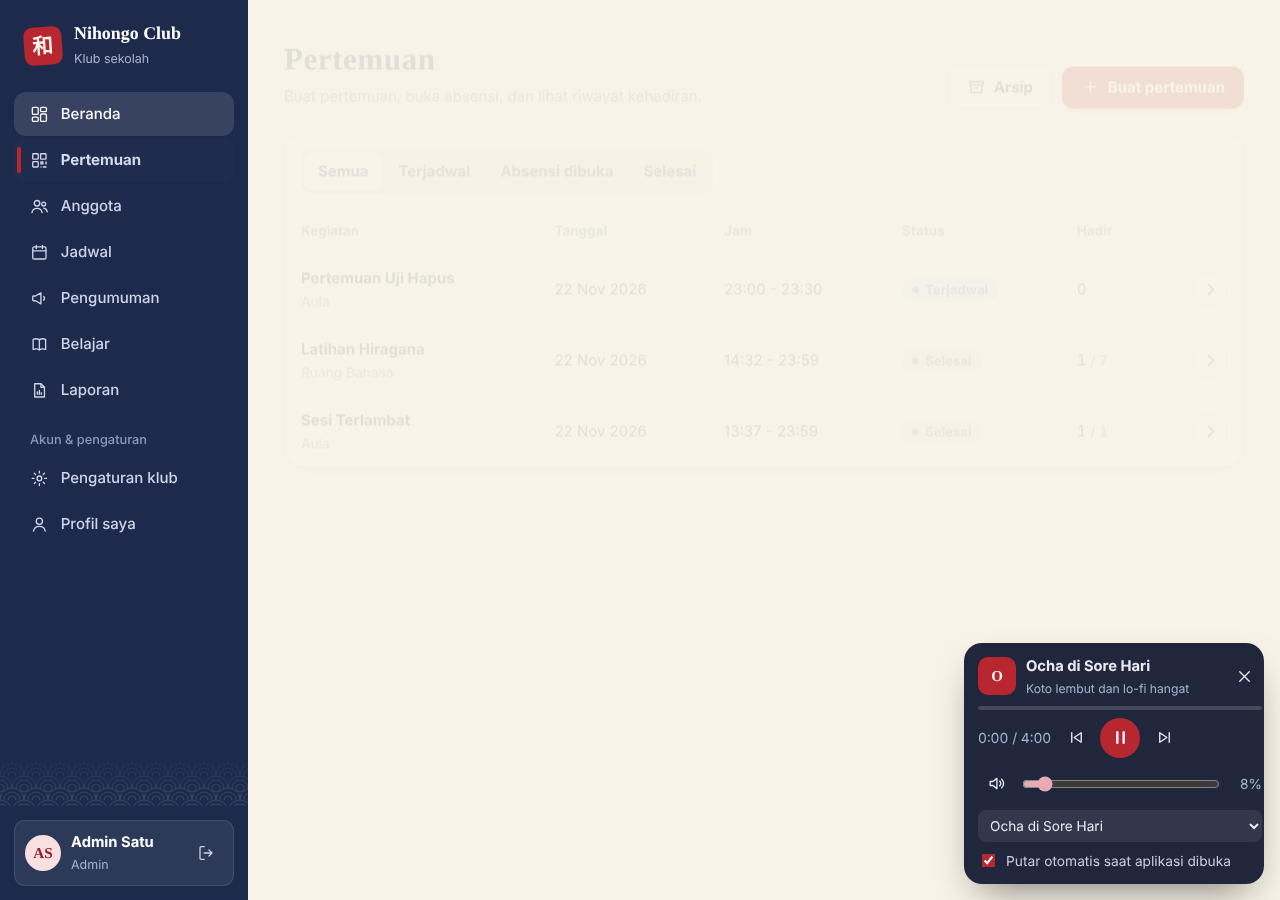 和
Nihongo Club
Klub sekolah
Beranda
Pertemuan
Anggota
Jadwal
Pengumuman
Belajar
Laporan
Akun & pengaturan
Pengaturan klub
Profil saya
AS
Admin Satu
Admin
Pertemuan
Buat pertemuan, buka absensi, dan lihat riwayat kehadiran.
Arsip
+ Buat pertemuan
Semua Terjadwal Absensi dibuka Selesai
Kegiatan Tanggal Jam Status Hadir
Pertemuan Uji Hapus
Aula
22 Nov 2026 23:00 - 23:30 Terjadwal 0
Latihan Hiragana
Ruang Bahasa
22 Nov 2026 14:32 - 23:59 Selesai 1 / 7
Sesi Terlambat
Aula
22 Nov 2026 13:37 - 23:59 Selesai 1 / 1
O
Ocha di Sore Hari
Koto lembut dan lo-fi hangat
0:00 / 4:00
8%
Ocha di Sore Hari
Putar otomatis saat aplikasi dibuka